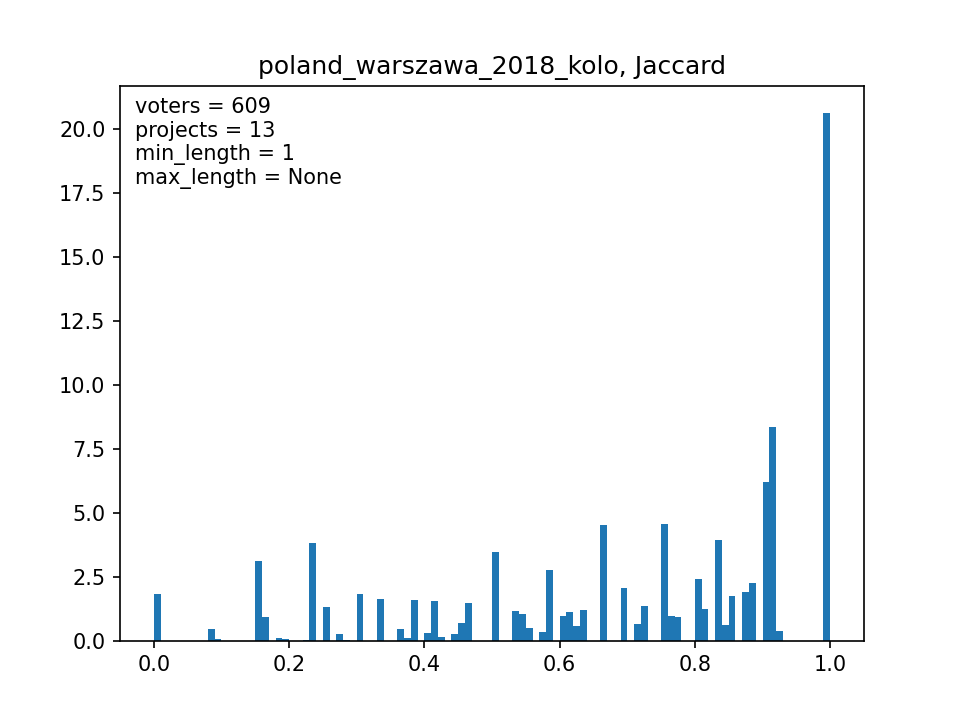 poland_warszawa_2018_kolo, Jaccard
voters = 609
projects = 13
min_length = 1
max_length = None
20.0
17.5
15.0
12.5
10.0
7.5
5.0
2.5
0.0
0.0 0.2 0.4 0.6 0.8 1.0